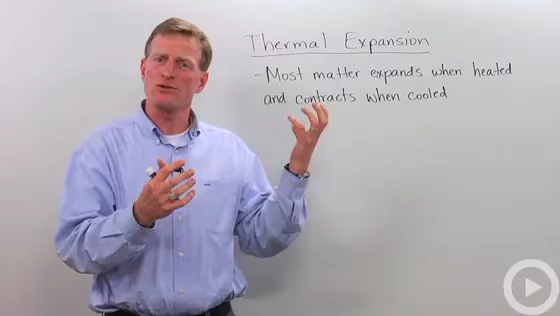 Thermal Expansion
- Most matter expands when heated
and contracts when cooled